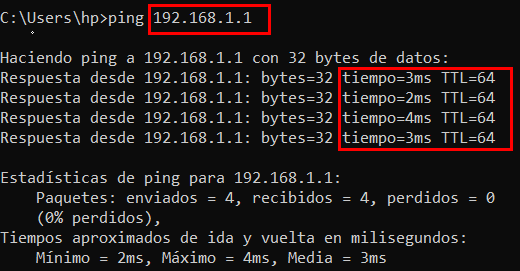 C:\Users\hp>ping 192.168.1.1
Haciendo ping a 192.168.1.1 con 32 bytes de datos:
Respuesta desde 192.168.1.1: bytes=32 tiempo=3ms TTL=64
Respuesta desde 192.168.1.1: bytes=32 tiempo=2ms TTL=64
Respuesta desde 192.168.1.1: bytes=32 tiempo=4ms TTL=64
Respuesta desde 192.168.1.1: bytes=32 tiempo=3ms TTL=64
Estadísticas de ping para 192.168.1.1:
Paquetes: enviados = 4, recibidos = 4, perdidos = 0
(0% perdidos),
Tiempos aproximados de ida y vuelta en milisegundos:
Mínimo = 2ms, Máximo = 4ms, Media = 3ms